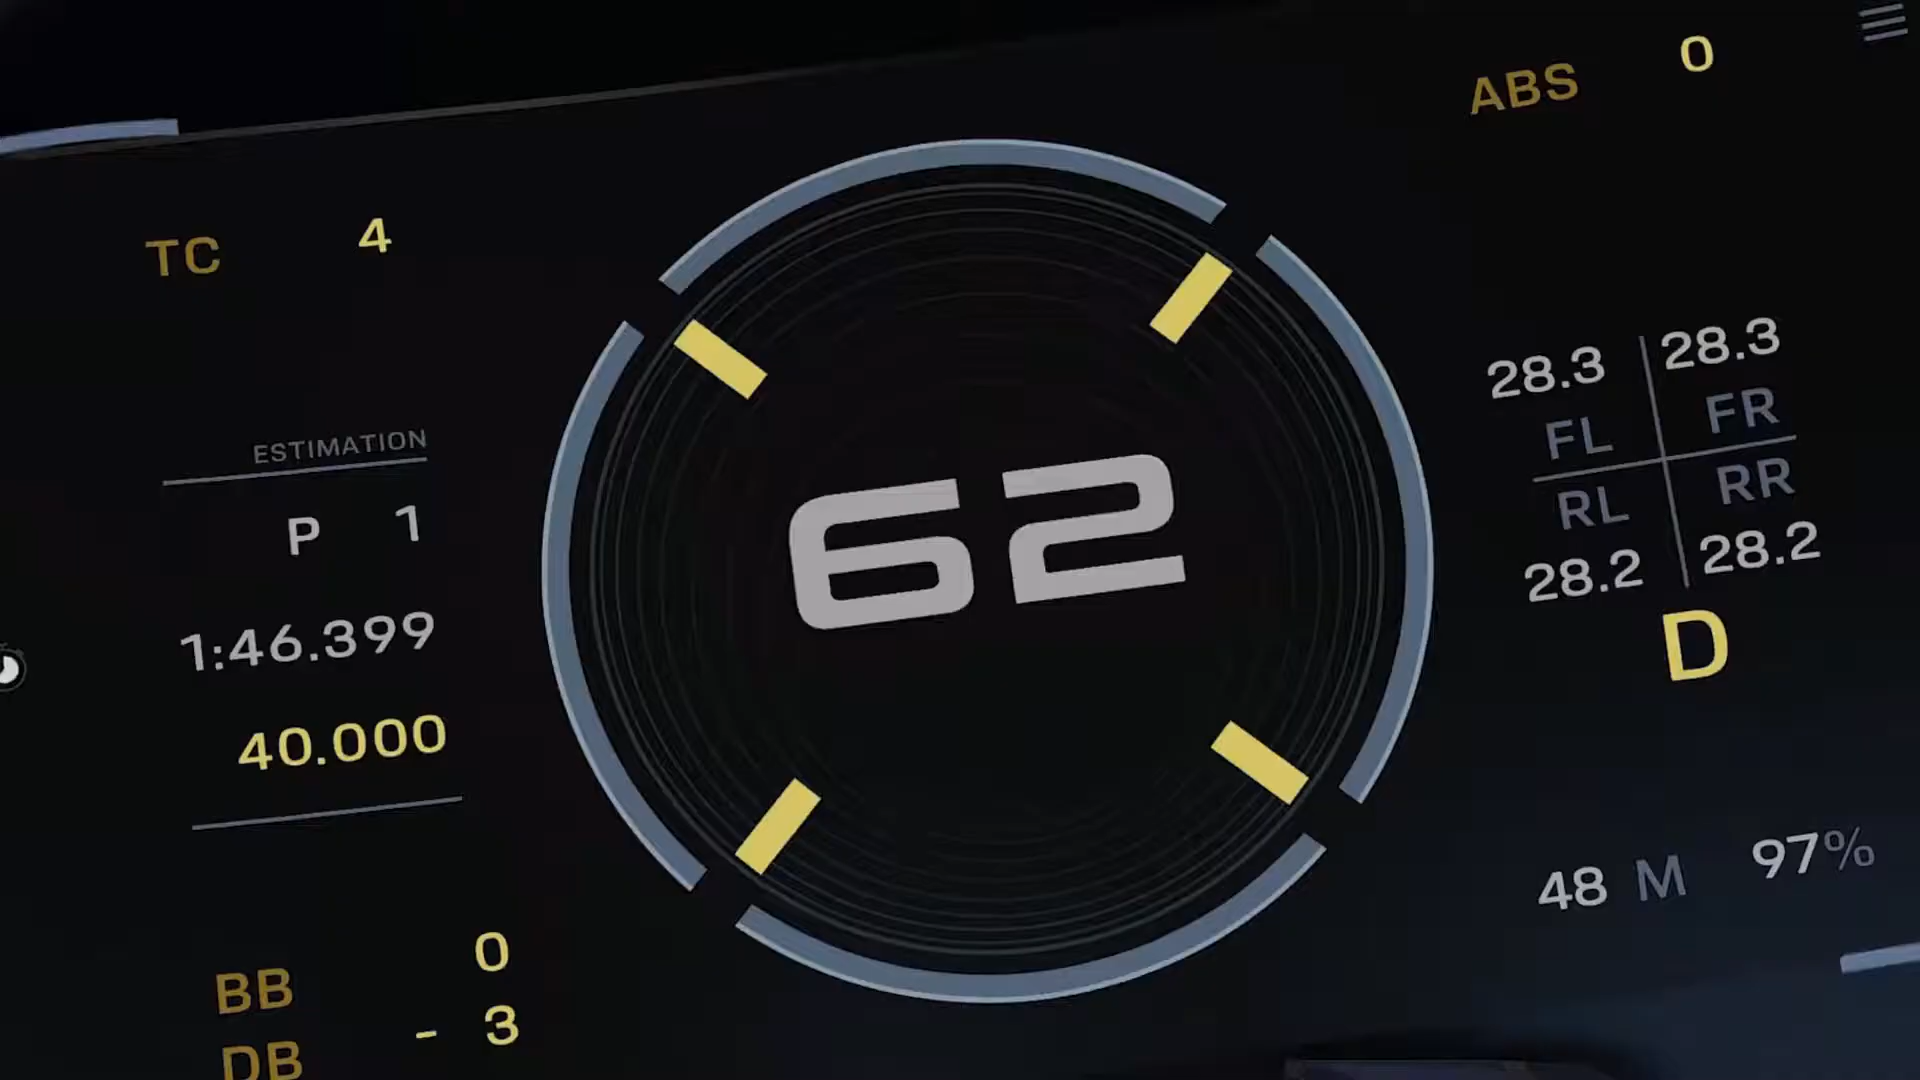 ABS 0
TC 4
ESTIMATION
P 1
1:46.399
40.000
62
28.3 28.3
FL FR
RL RR
28.2 28.2
D
48 M 97%
BB 0
DB - 3